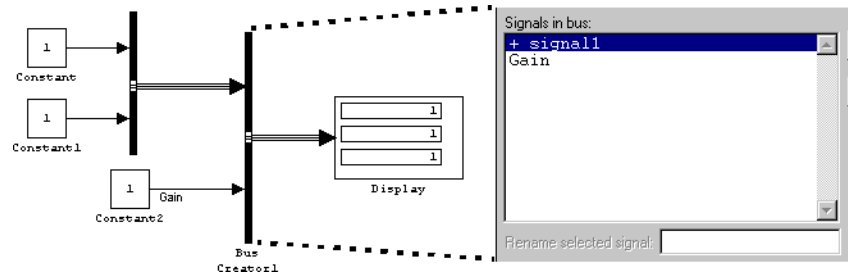 1
Constant
1
Constant1
1
Constant2
Gain
Bus
Creator1
1
1
1
Display
Signals in bus:
+ signal1
Gain
Rename selected signal: